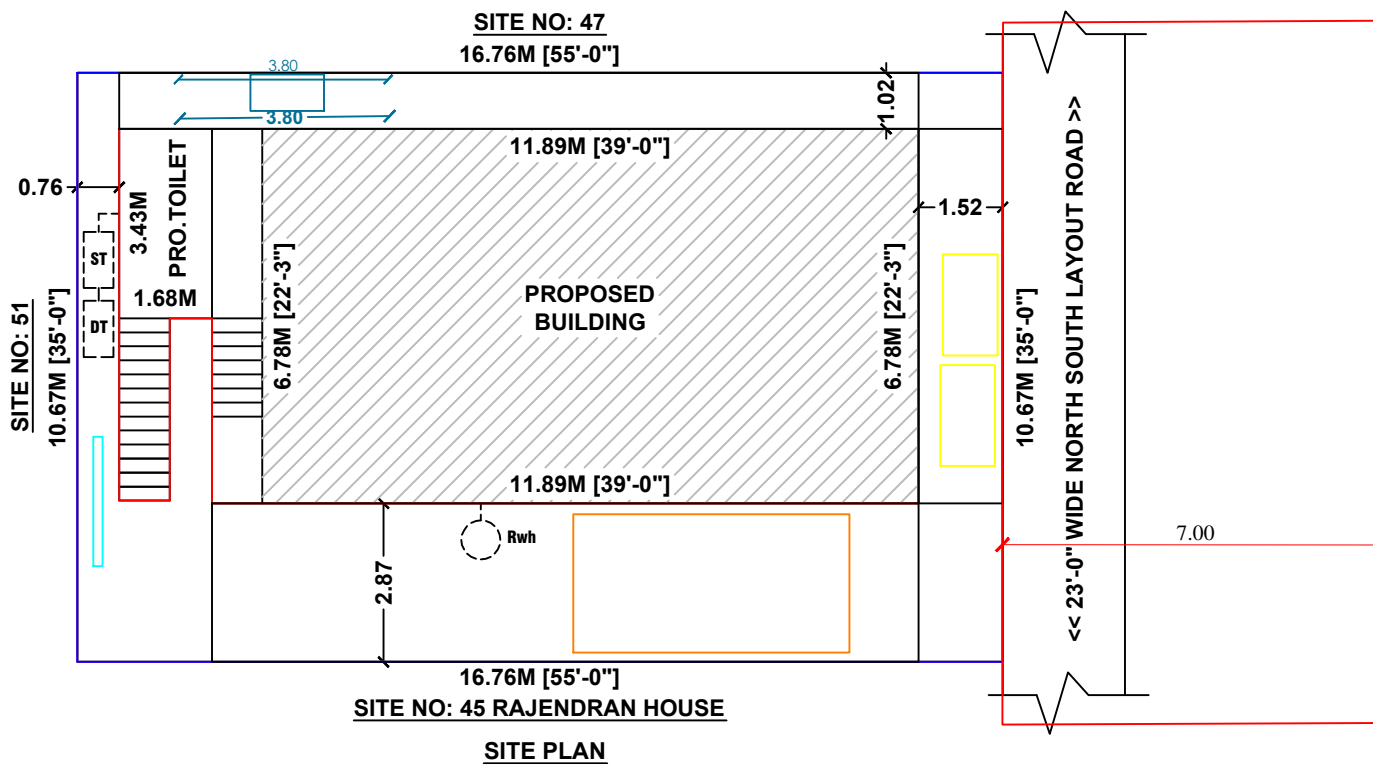 SITE NO: 47
16.76M [55'-0"]
3.80
3.80
1.02
11.89M [39'-0"]
0.76
3.43M
PRO.TOILET
1.52
ST
DT
1.68M
6.78M [22'-3"]
PROPOSED
BUILDING
6.78M [22'-3"]
SITE NO: 51
10.67M [35'-0"]
10.67M [35'-0"]
<< 23'-0" WIDE NORTH SOUTH LAYOUT ROAD >>
7.00
11.89M [39'-0"]
Rwh
2.87
16.76M [55'-0"]
SITE NO: 45 RAJENDRAN HOUSE
SITE PLAN